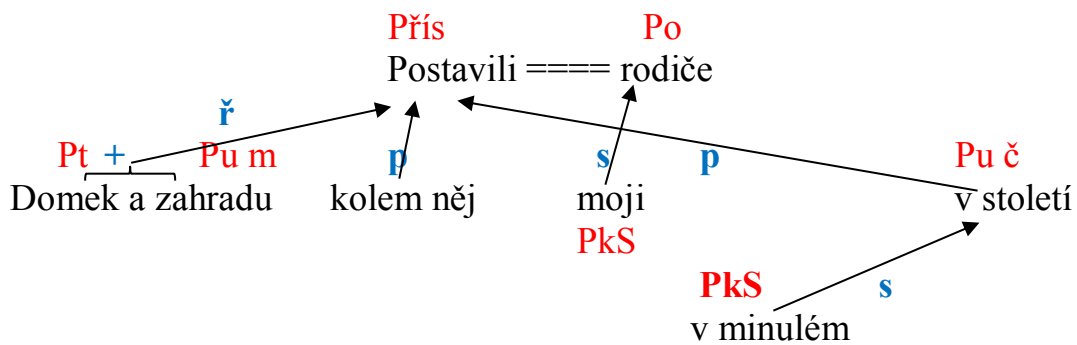 Přís Po
Postavili ==== rodiče
ř
Pt + Pu m p s p Pu č
Domek a zahradu kolem něj moji v století
PkS
PkS s
v minulém